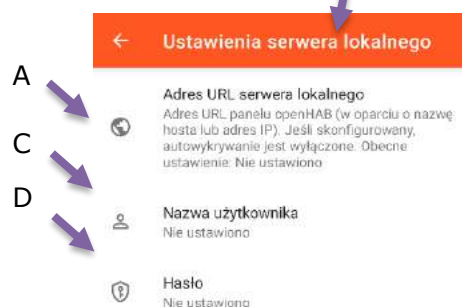 ← Ustawienia serwera lokalnego
A
Adres URL serwera lokalnego
Adres URL panelu openHAB (w oparciu o nazwę
hosta lub adres IP). Jeśli skonfigurowany,
autowykrywanie jest wyłączone. Obecne
ustawienie: Nie ustawiono
C
Nazwa użytkownika
Nie ustawiono
D
Hasło
Nie ustawiono